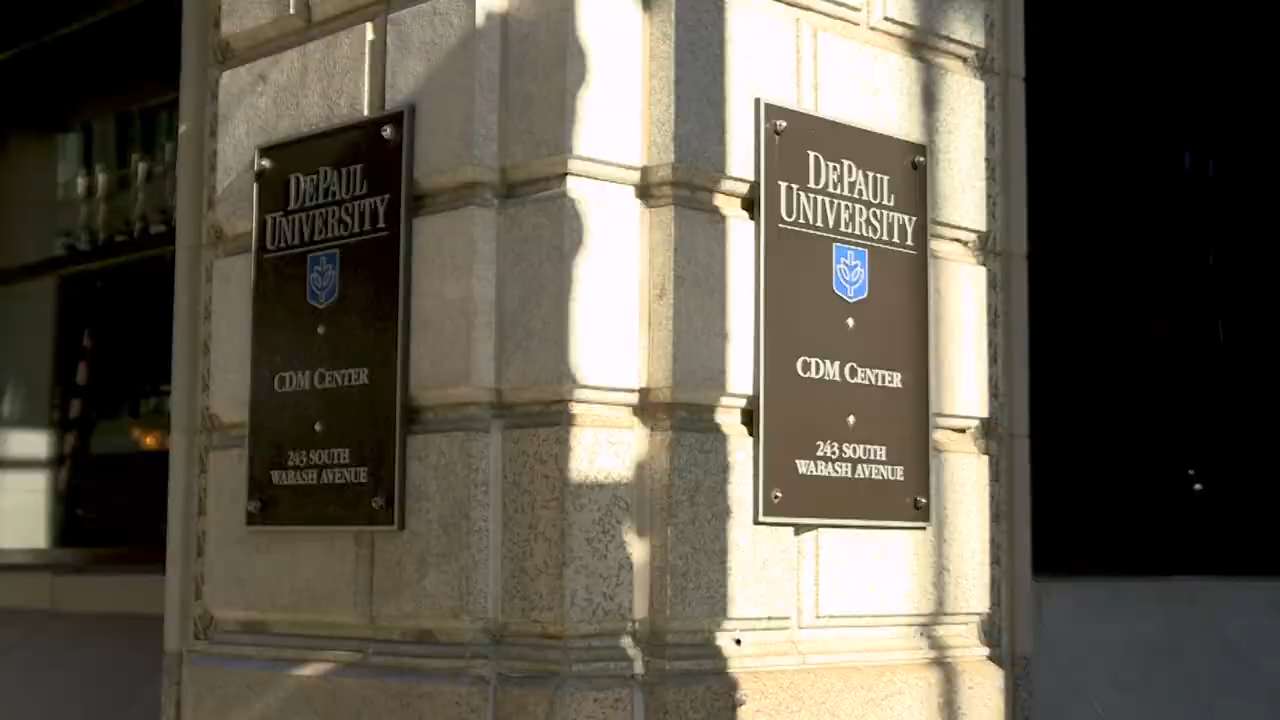 DEPAUL
UNIVERSITY
CDM CENTER
243 SOUTH
WABASH AVENUE
DEPAUL
UNIVERSITY
CDM CENTER
243 SOUTH
WABASH AVENUE